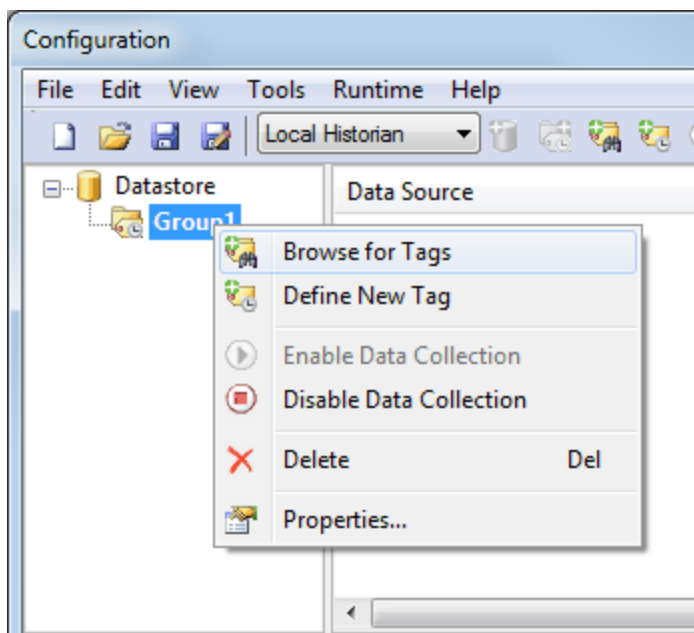 Configuration
File Edit View Tools Runtime Help
Local Historian
Datastore
Data Source
Group1
Browse for Tags
Define New Tag
Enable Data Collection
Disable Data Collection
Delete Del
Properties...